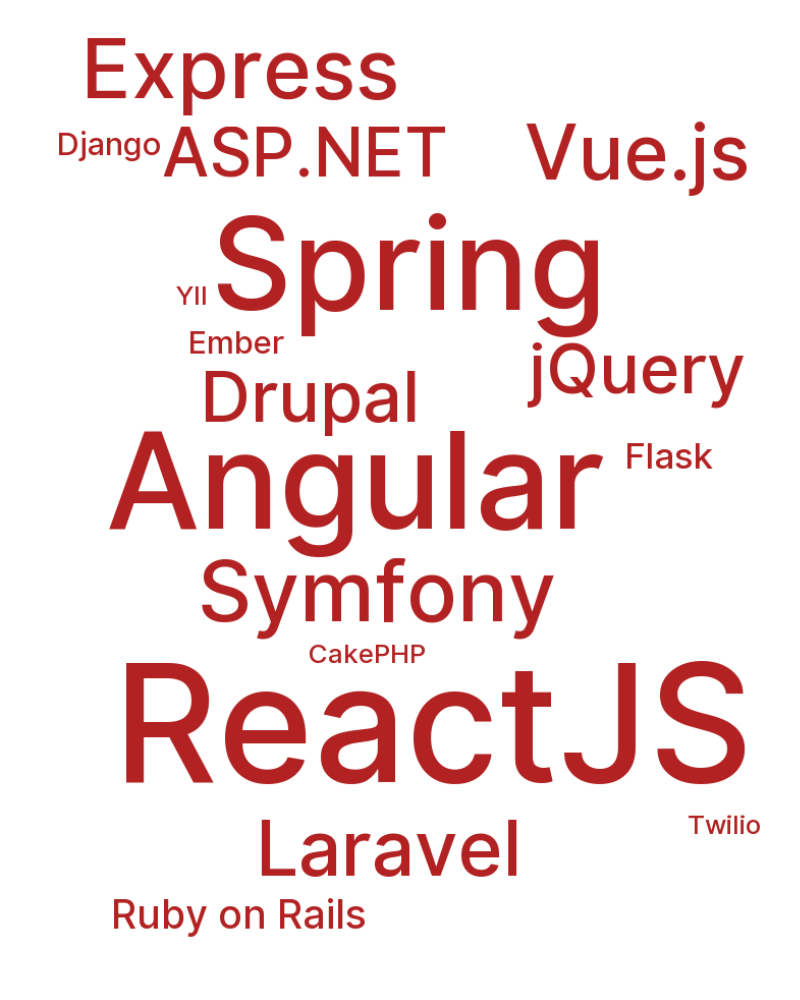 Express
Django ASP.NET Vue.js
Spring
YII
Ember
jQuery
Drupal
Angular
Flask
Symfony
CakePHP
ReactJS
Laravel
Twilio
Ruby on Rails